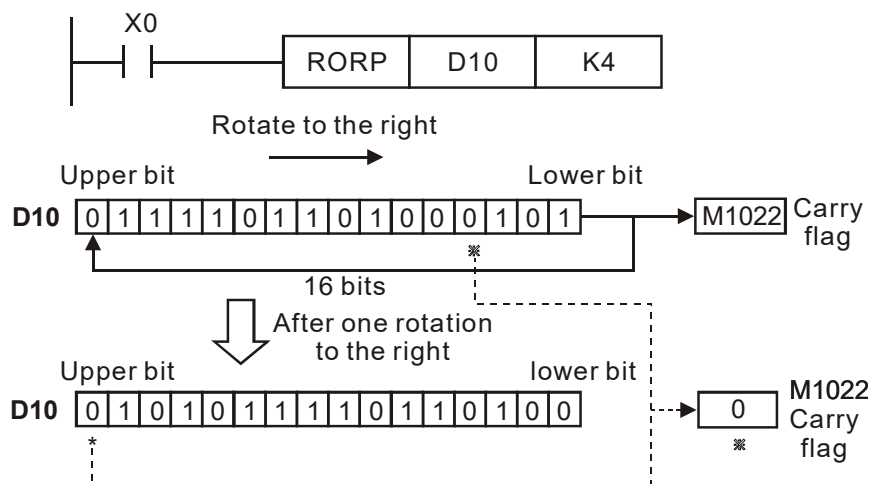 X0
RORP D10 K4
Rotate to the right
Upper bit Lower bit
D10 0 1 1 1 1 0 1 1 0 1 0 0 0 1 0 1 M1022 Carry
flag
※
16 bits
After one rotation
to the right
Upper bit lower bit
D10 0 1 0 1 0 1 1 1 1 0 1 1 0 1 0 0 0 M1022
Carry
flag
* ※